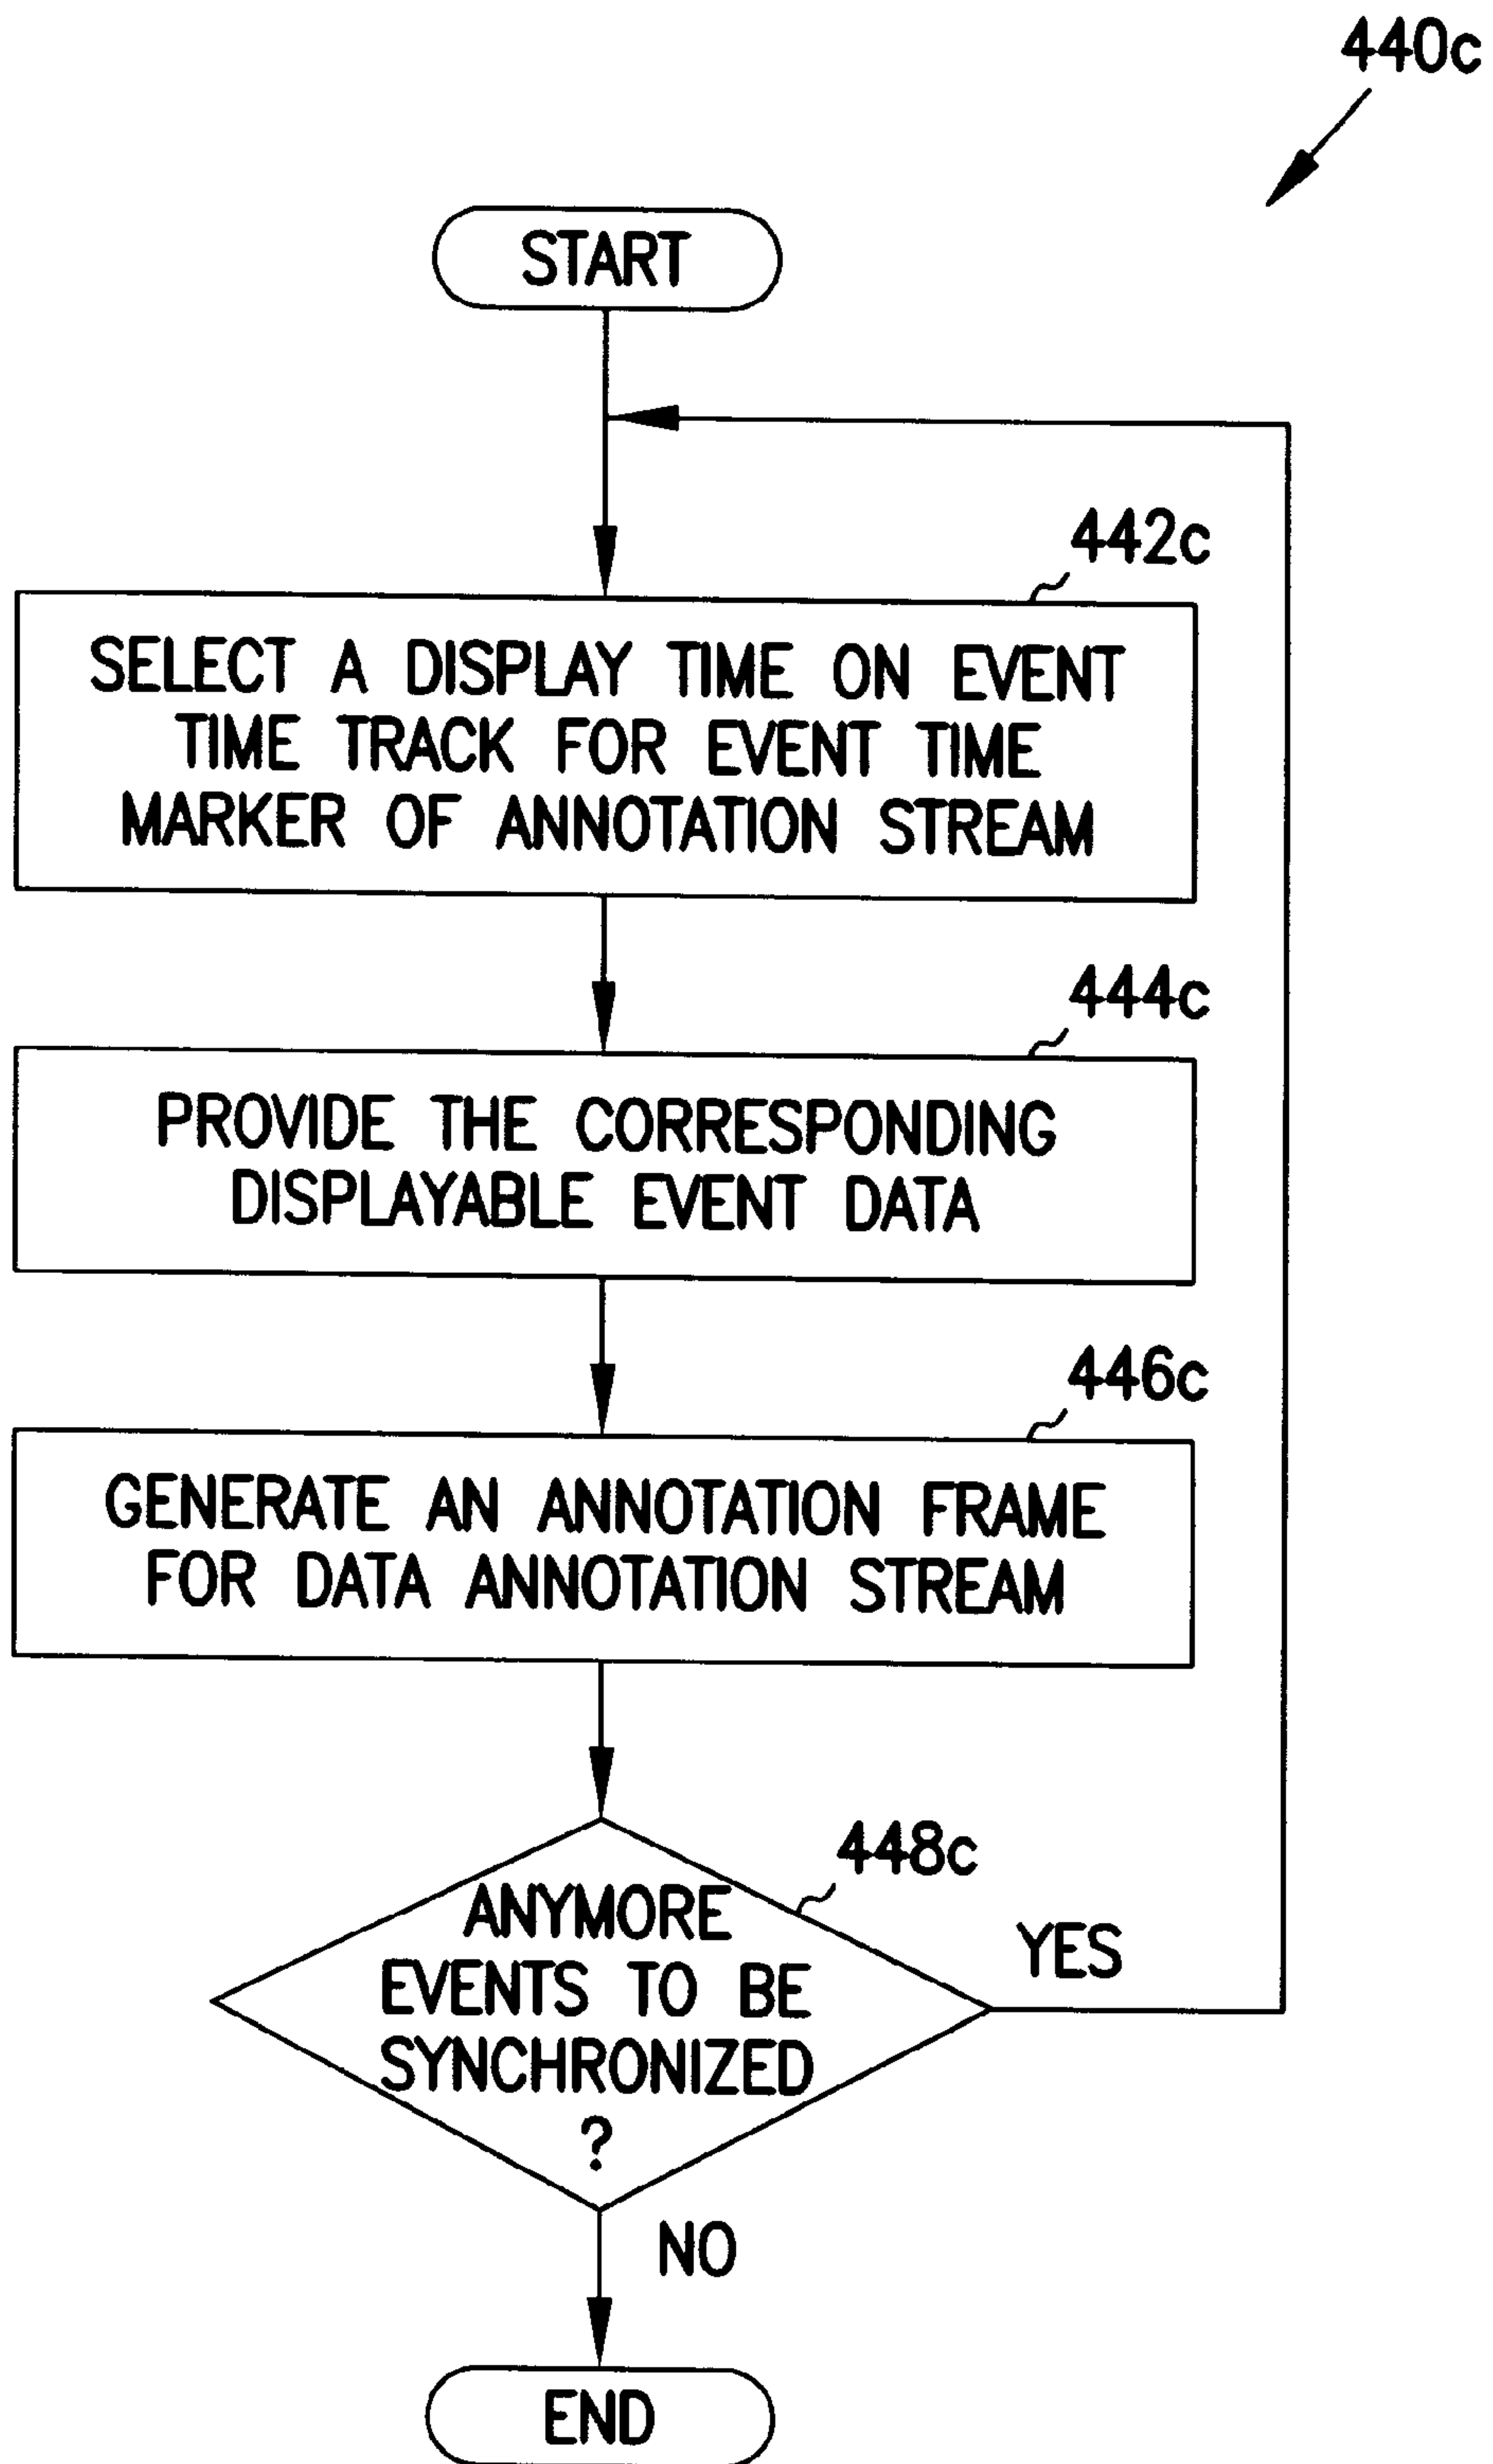 440c
START
442c
SELECT A DISPLAY TIME ON EVENT
TIME TRACK FOR EVENT TIME
MARKER OF ANNOTATION STREAM
444c
PROVIDE THE CORRESPONDING
DISPLAYABLE EVENT DATA
446c
GENERATE AN ANNOTATION FRAME
FOR DATA ANNOTATION STREAM
448c
ANYMORE
EVENTS TO BE
SYNCHRONIZED
?
YES
NO
END